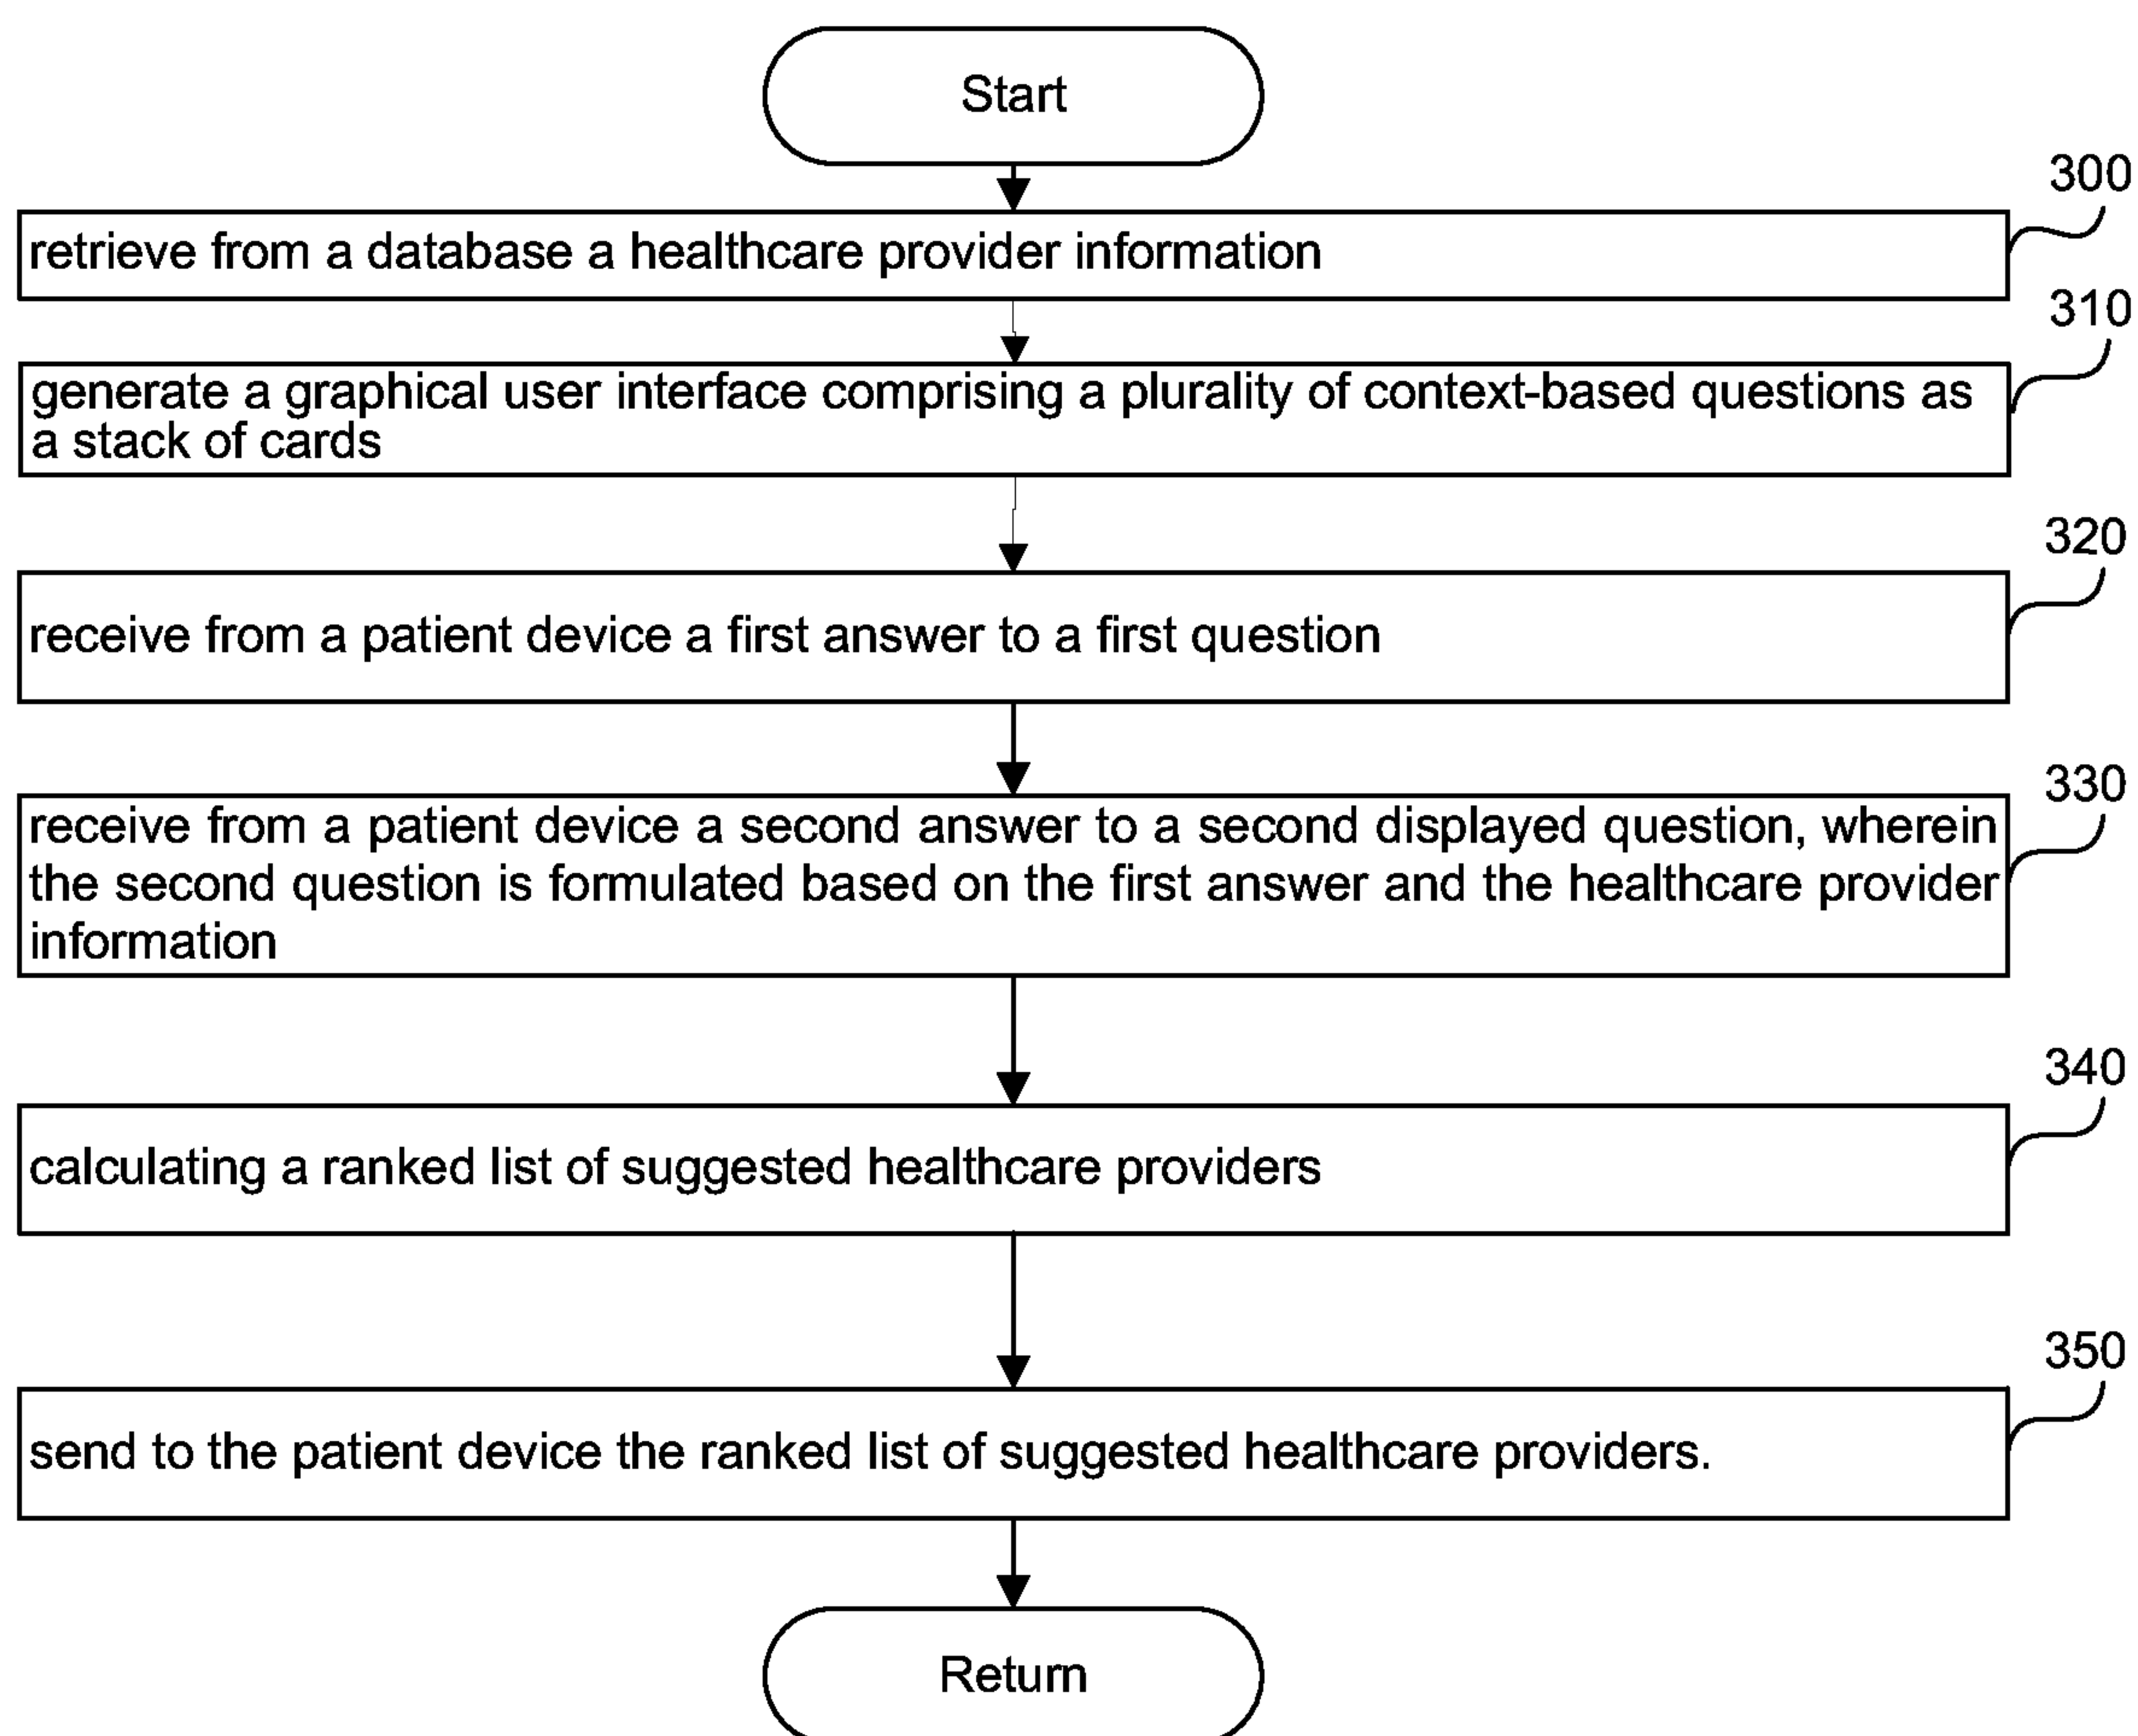 Start
300
retrieve from a database a healthcare provider information
310
generate a graphical user interface comprising a plurality of context-based questions as
a stack of cards
320
receive from a patient device a first answer to a first question
330
receive from a patient device a second answer to a second displayed question, wherein
the second question is formulated based on the first answer and the healthcare provider
information
340
calculating a ranked list of suggested healthcare providers
350
send to the patient device the ranked list of suggested healthcare providers.
Return